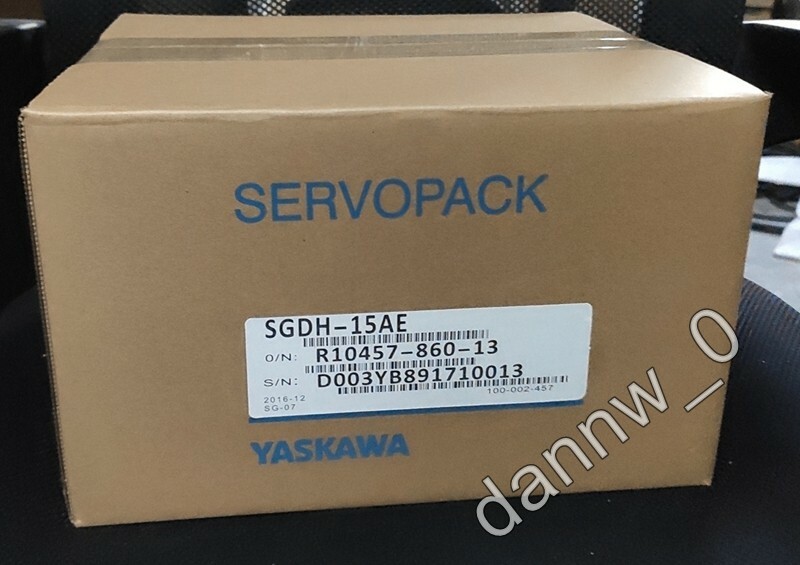 SERVOPACK
SGDH-15AE
O/N: R10457-860-13
S/N: D003YB891710013
2016-12 100-002-457
SG-07
YASKAWA
dannw_0